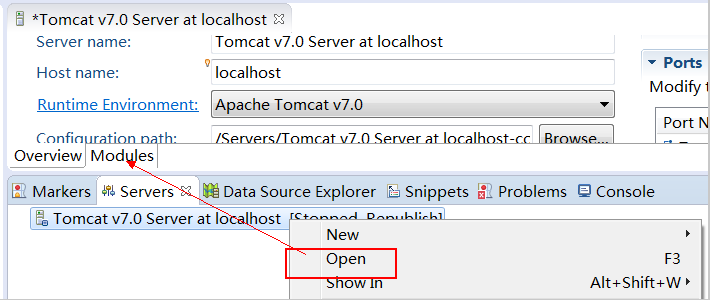 *Tomcat v7.0 Server at localhost
Server name: Tomcat v7.0 Server at localhost
Host name: localhost
Runtime Environment: Apache Tomcat v7.0
Configuration path: /Servers/Tomcat v7.0 Server at localhost-cc Browse...
Ports
Modify t
Port N
Overview Modules
Markers Servers Data Source Explorer Snippets Problems Console
Tomcat v7.0 Server at localhost [Stopped, Republish]
New
Open F3
Show In Alt+Shift+W